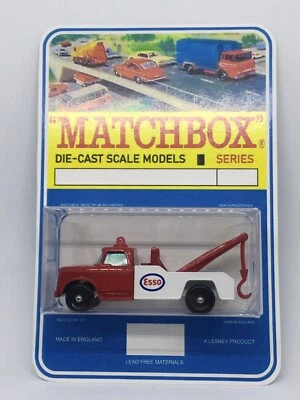 "MATCHBOX"®
DIE-CAST SCALE MODELS SERIES
Esso
MADE IN ENGLAND
A LESNEY PRODUCT
LEAD FREE MATERIALS